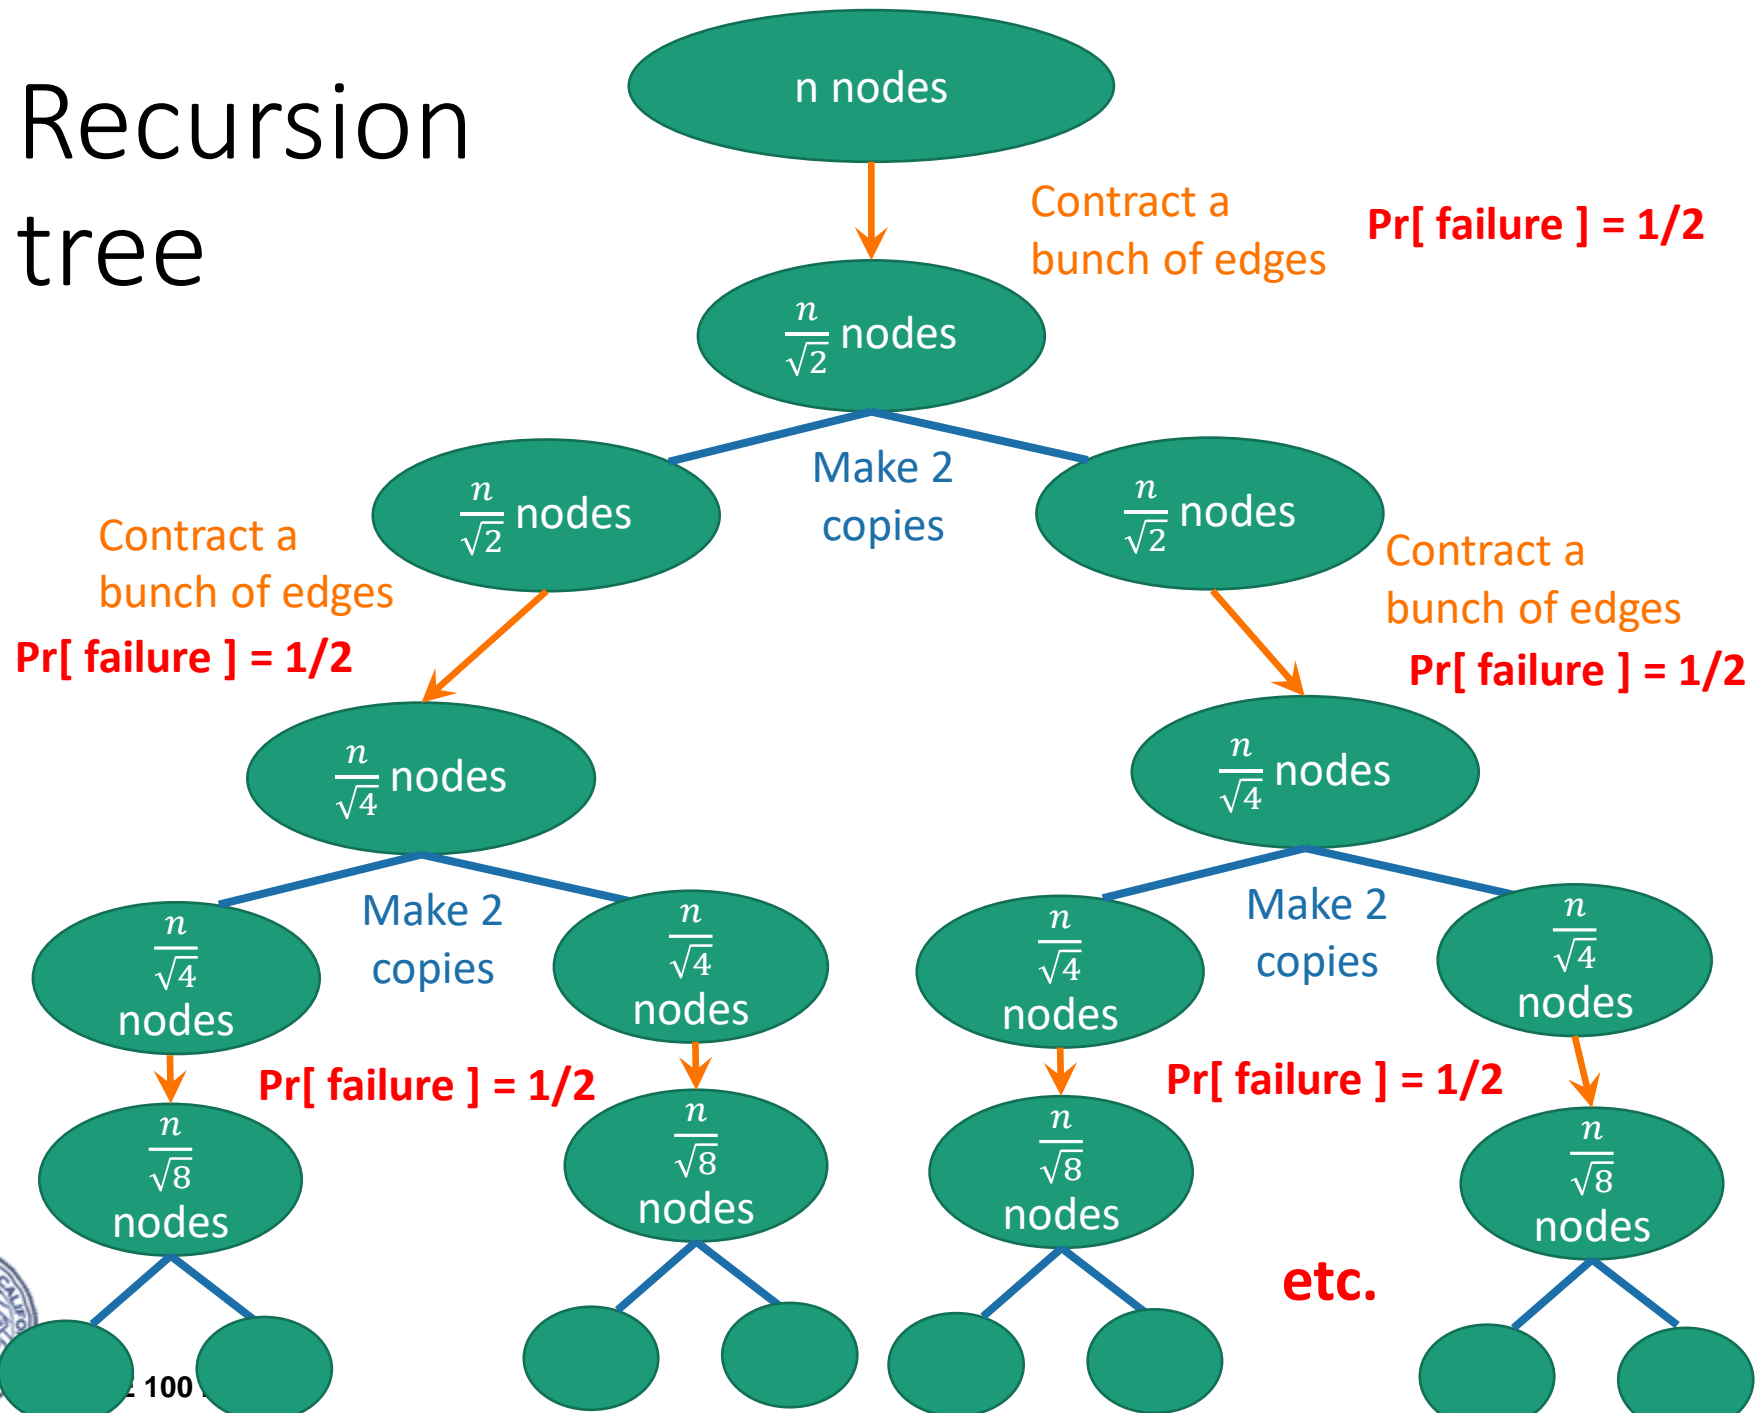 Recursion
tree
n nodes
Contract a
bunch of edges
Pr[ failure ] = 1/2
n/√2 nodes
Make 2
copies
n/√2 nodes
n/√2 nodes
Contract a
bunch of edges
Pr[ failure ] = 1/2
Contract a
bunch of edges
Pr[ failure ] = 1/2
n/√4 nodes
n/√4 nodes
Make 2
copies
Make 2
copies
n/√4
nodes
n/√4
nodes
n/√4
nodes
n/√4
nodes
Pr[ failure ] = 1/2
Pr[ failure ] = 1/2
n/√8
nodes
n/√8
nodes
n/√8
nodes
n/√8
nodes
etc.
100